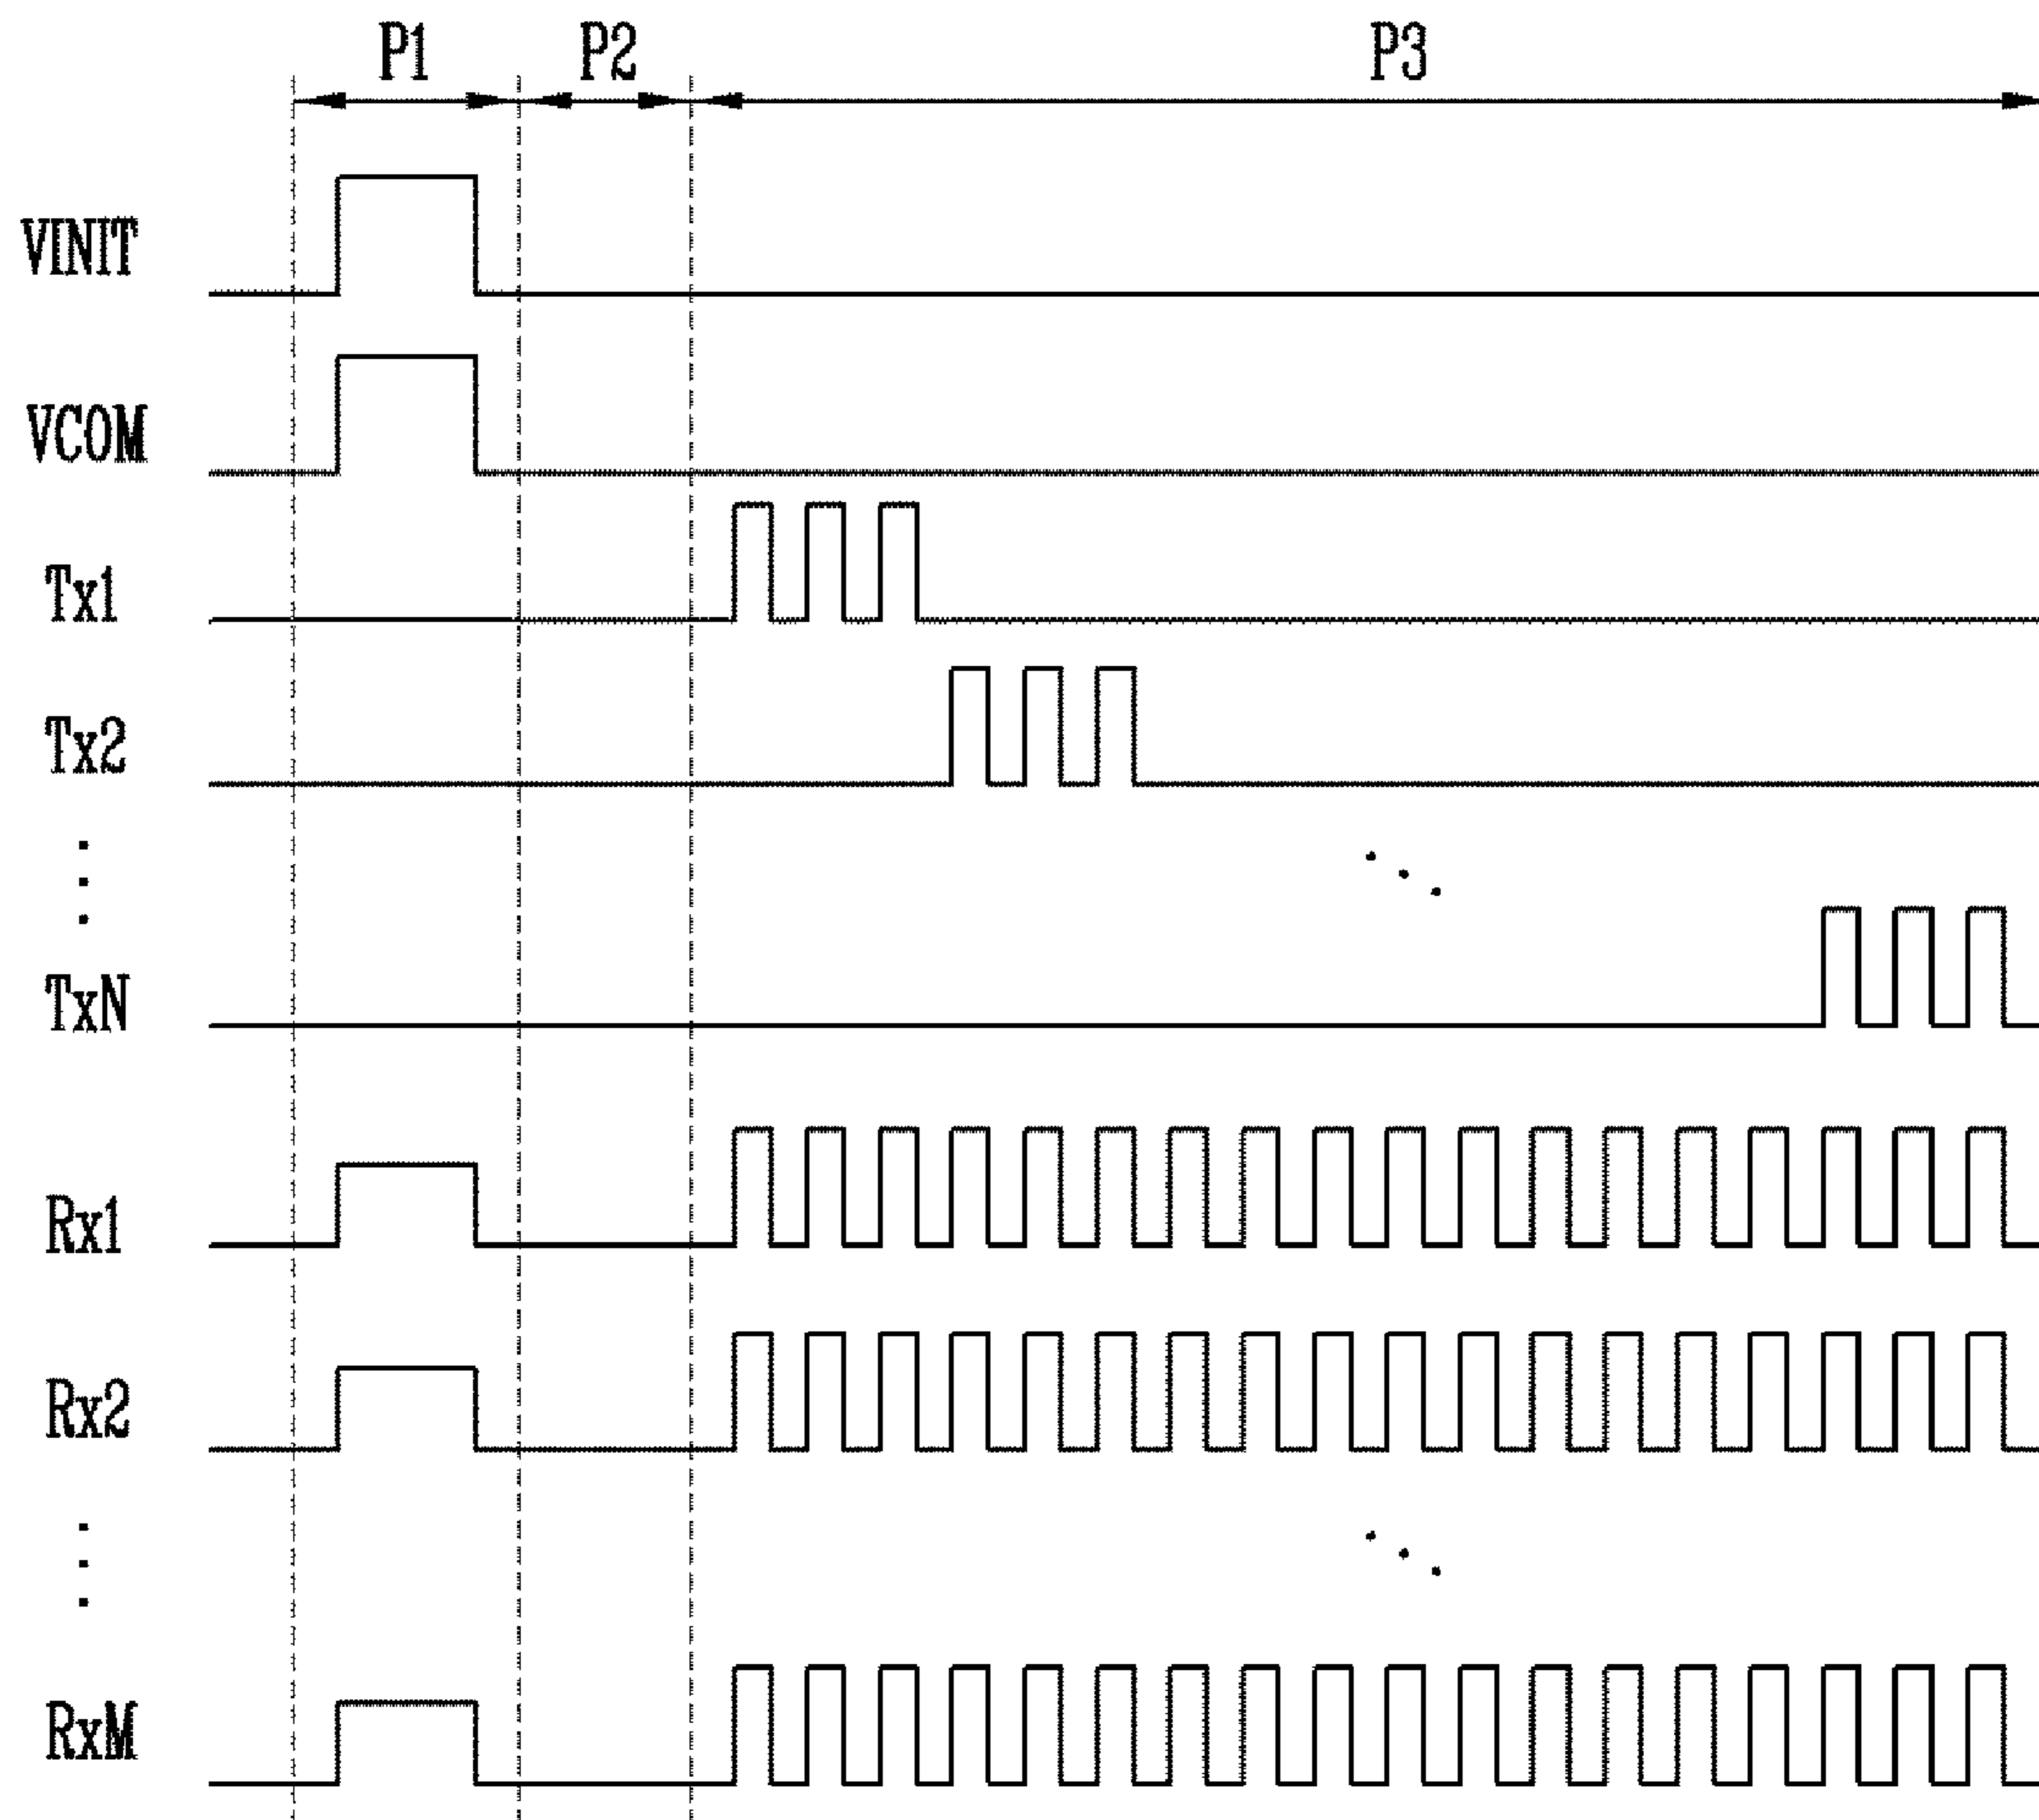 P1 P2 P3
VINIT
VCOM
Tx1
Tx2
TxN
Rx1
Rx2
RxM